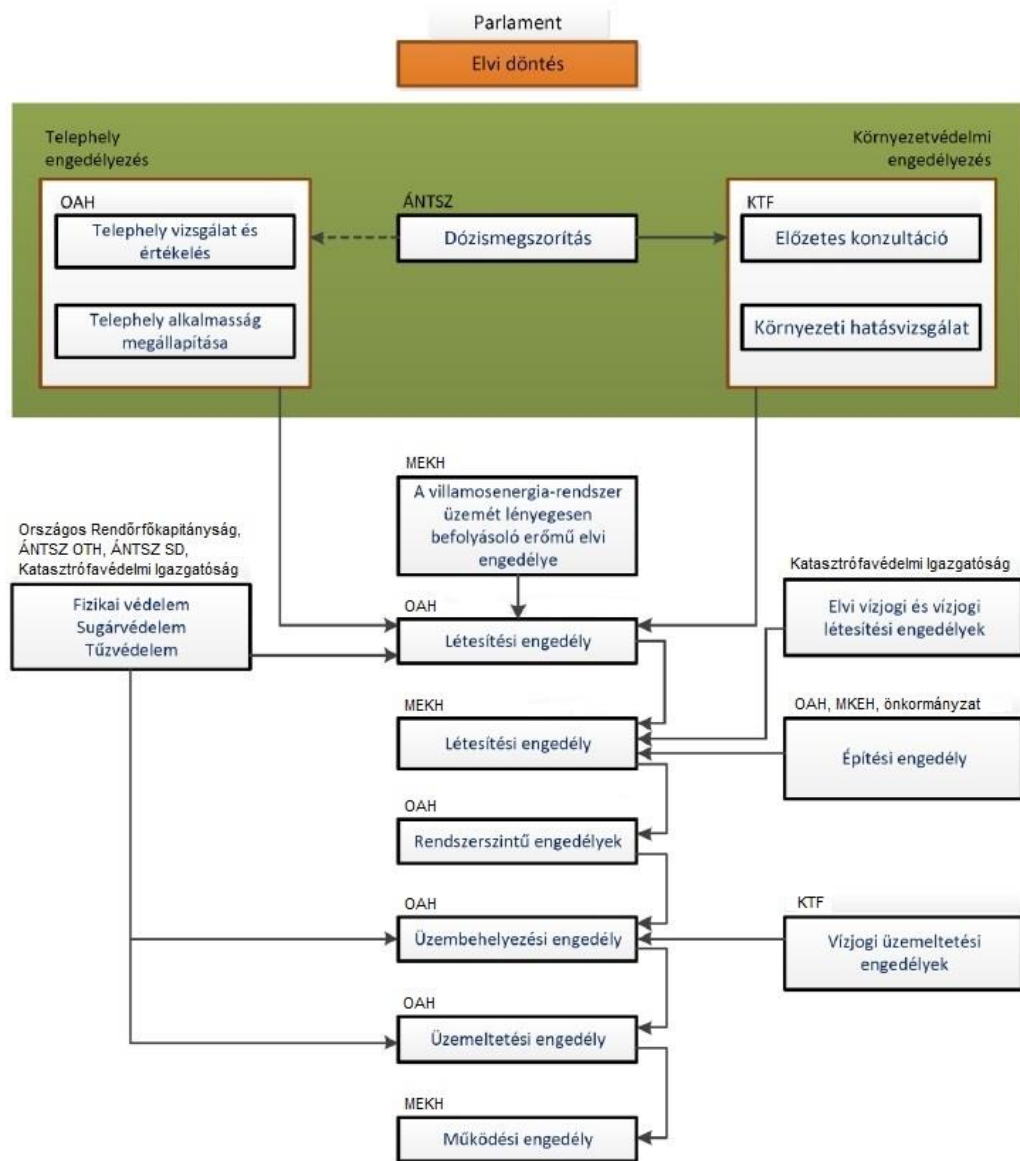 Parlament
Elvi döntés
Telephely
engedélyezés
Környezetvédelmi
engedélyezés
OAH
Telephely vizsgálat és
értékelés
Telephely alkalmasság
megállapítása
ÁNTSZ
Dózismegszorítás
KTF
Előzetes konzultáció
Környezeti hatásvizsgálat
MEKH
A villamosenergia-rendszer
üzemét lényegesen
befolyásoló erőmű elvi
engedélye
Országos Rendőrfőkapitányság,
ÁNTSZ OTH, ÁNTSZ SD,
Katasztrófavédelmi Igazgatóság
Fizikai védelem
Sugárvédelem
Tűzvédelem
OAH
Létesítési engedély
Katasztrófavédelmi Igazgatóság
Elvi vízjogi és vízjogi
létesítési engedélyek
MEKH
Létesítési engedély
OAH, MKEH, önkormányzat
Építési engedély
OAH
Rendszerszintű engedélyek
OAH
Üzembehelyezési engedély
KTF
Vízjogi üzemeltetési
engedélyek
OAH
Üzemeltetési engedély
MEKH
Működési engedély